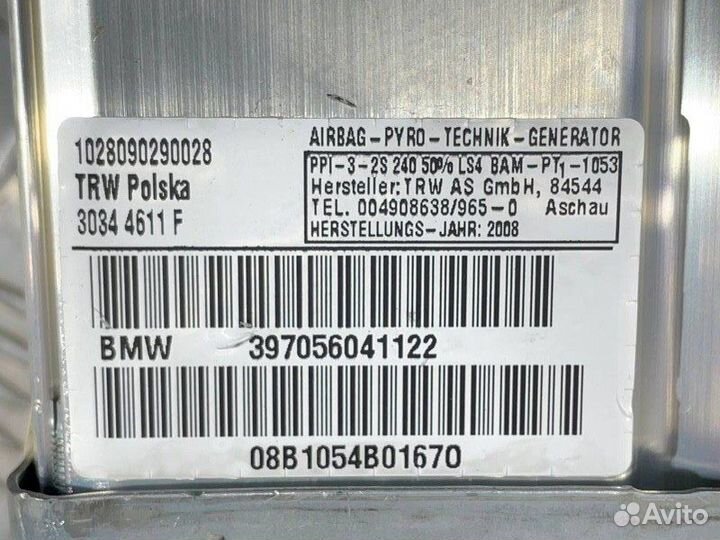 1028090290028
TRW Polska
3034 4611 F
AIRBAG-PYRO-TECHNIK-GENERATOR
PPI-3-2S 240 50% LS4 BAM-PT1-1053
Hersteller: TRW AS GmbH, 84544
TEL. 004908638/965-0 Aschau
HERSTELLUNGS-JAHR: 2008
BMW 397056041122
08B1054B01670
Avito